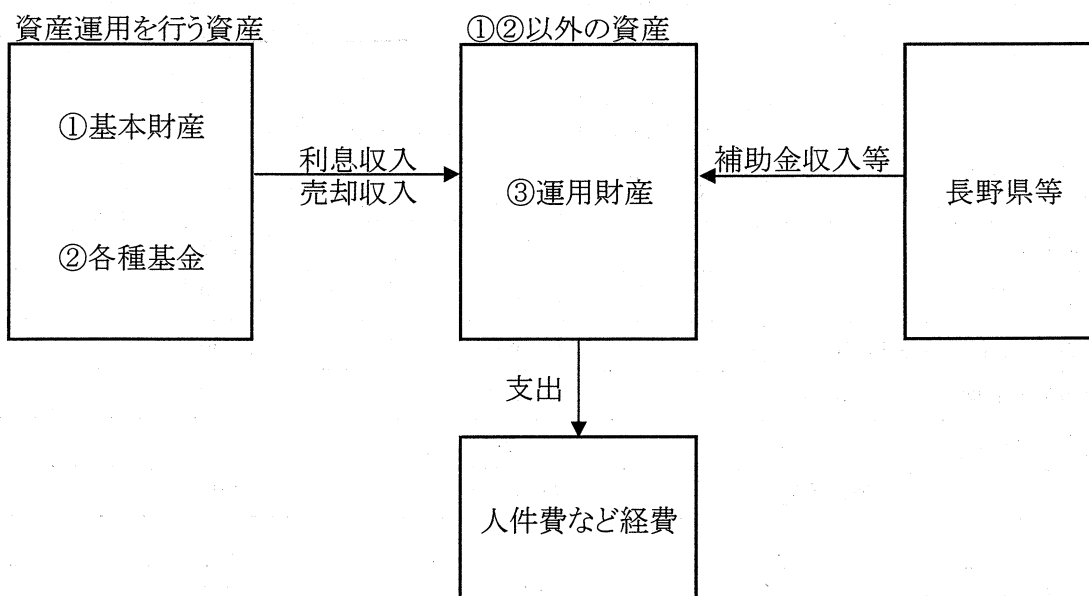 資産運用を行う資産
①基本財産
②各種基金
利息収入
売却収入
①②以外の資産
③運用財産
補助金収入等
長野県等
支出
人件費など経費